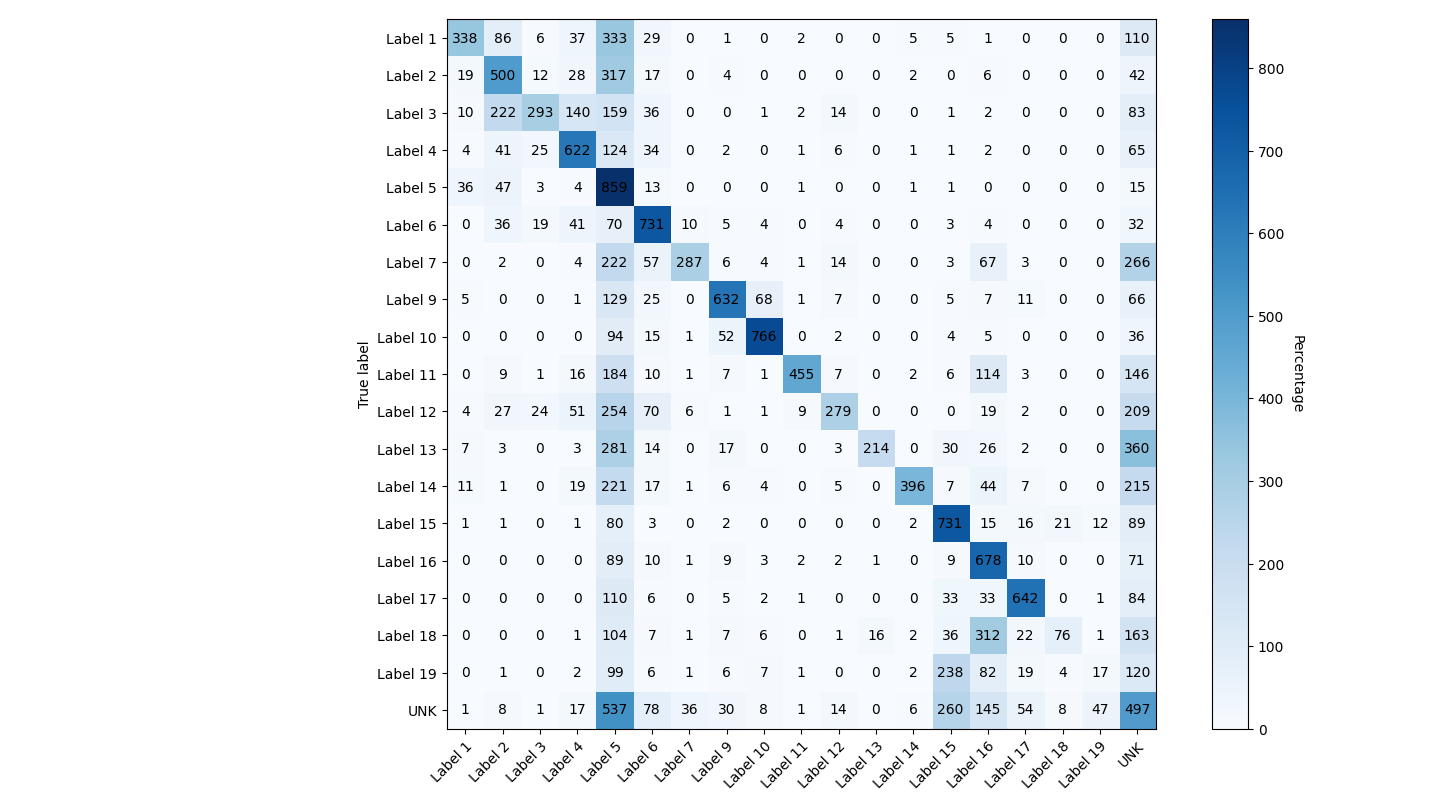 Label 1 338 86 6 37 333 29 0 1 0 2 0 0 5 5 1 0 0 0 110
Label 2 19 500 12 28 317 17 0 4 0 0 0 0 2 0 6 0 0 0 42
Label 3 10 222 293 140 159 36 0 0 1 2 14 0 0 1 2 0 0 0 83
Label 4 4 41 25 622 124 34 0 2 0 1 6 0 1 1 2 0 0 0 65
Label 5 36 47 3 4 859 13 0 0 0 1 0 0 1 1 0 0 0 0 15
Label 6 0 36 19 41 70 731 10 5 4 0 4 0 0 3 4 0 0 0 32
Label 7 0 2 0 4 222 57 287 6 4 1 14 0 0 3 67 3 0 0 266
Label 9 5 0 0 1 129 25 0 632 68 1 7 0 0 5 7 11 0 0 66
Label 10 0 0 0 0 94 15 1 52 766 0 2 0 0 4 5 0 0 0 36
Label 11 0 9 1 16 184 10 1 7 1 455 7 0 2 6 114 3 0 0 146
Label 12 4 27 24 51 254 70 6 1 1 9 279 0 0 0 19 2 0 0 209
Label 13 7 3 0 3 281 14 0 17 0 0 3 214 0 30 26 2 0 0 360
Label 14 11 1 0 19 221 17 1 6 4 0 5 0 396 7 44 7 0 0 215
Label 15 1 1 0 1 80 3 0 2 0 0 0 0 2 731 15 16 21 12 89
Label 16 0 0 0 0 89 10 1 9 3 2 2 1 0 9 678 10 0 0 71
Label 17 0 0 0 0 110 6 0 5 2 1 0 0 0 33 33 642 0 1 84
Label 18 0 0 0 1 104 7 1 7 6 0 1 16 2 36 312 22 76 1 163
Label 19 0 1 0 2 99 6 1 6 7 1 0 0 2 238 82 19 4 17 120
UNK 1 8 1 17 537 78 36 30 8 1 14 0 6 260 145 54 8 47 497
Label 1 Label 2 Label 3 Label 4 Label 5 Label 6 Label 7 Label 9 Label 10 Label 11 Label 12 Label 13 Label 14 Label 15 Label 16 Label 17 Label 18 Label 19 UNK
True label
800
700
600
500
400
300
200
100
0
Percentage